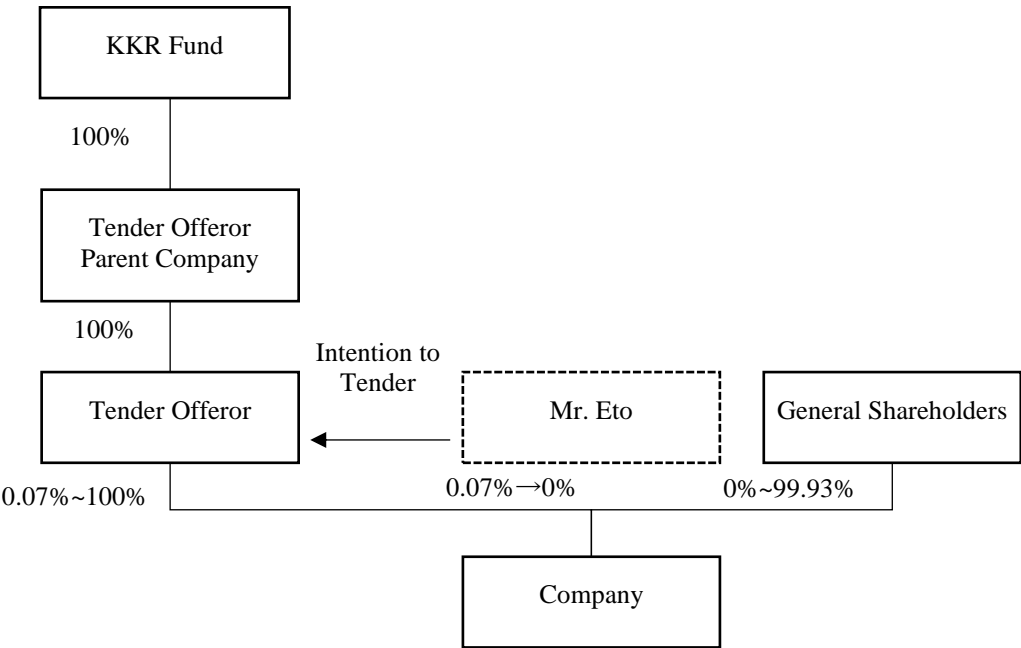 KKR Fund
100%
Tender Offeror
Parent Company
100%
Intention to
Tender
Tender Offeror
Mr. Eto
General Shareholders
0.07%~100%
0.07%→0%
0%~99.93%
Company